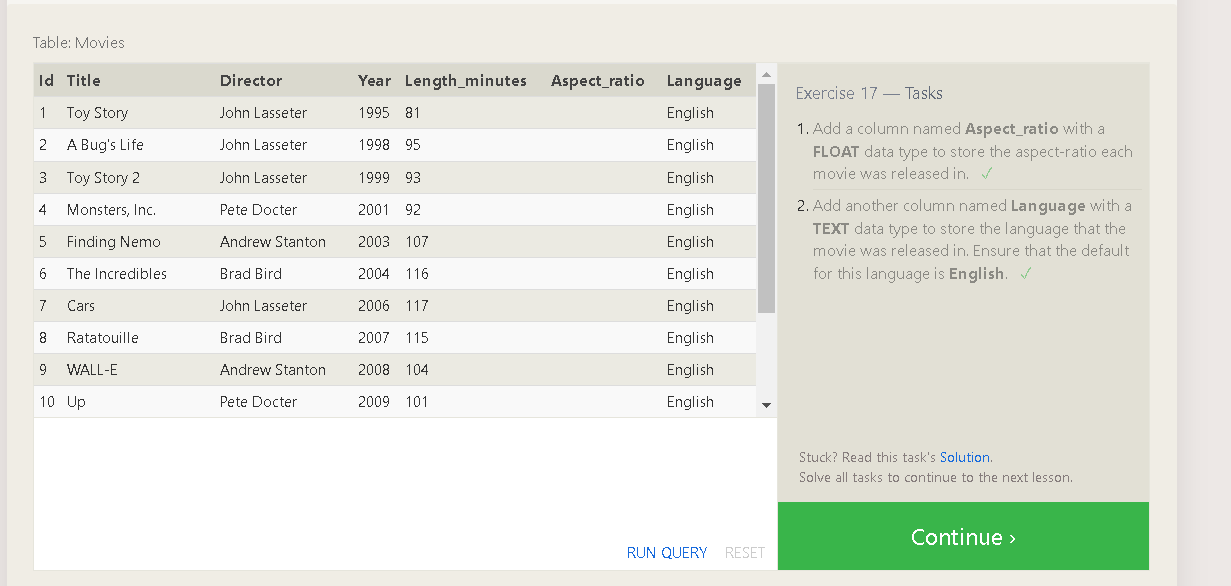 Table: Movies
Id Title Director Year Length_minutes Aspect_ratio Language
1 Toy Story John Lasseter 1995 81 English
2 A Bug's Life John Lasseter 1998 95 English
3 Toy Story 2 John Lasseter 1999 93 English
4 Monsters, Inc. Pete Docter 2001 92 English
5 Finding Nemo Andrew Stanton 2003 107 English
6 The Incredibles Brad Bird 2004 116 English
7 Cars John Lasseter 2006 117 English
8 Ratatouille Brad Bird 2007 115 English
9 WALL-E Andrew Stanton 2008 104 English
10 Up Pete Docter 2009 101 English
RUN QUERY RESET
Exercise 17 — Tasks
1. Add a column named Aspect_ratio with a
FLOAT data type to store the aspect-ratio each
movie was released in. ✓
2. Add another column named Language with a
TEXT data type to store the language that the
movie was released in. Ensure that the default
for this language is English. ✓
Stuck? Read this task's Solution.
Solve all tasks to continue to the next lesson.
Continue ›